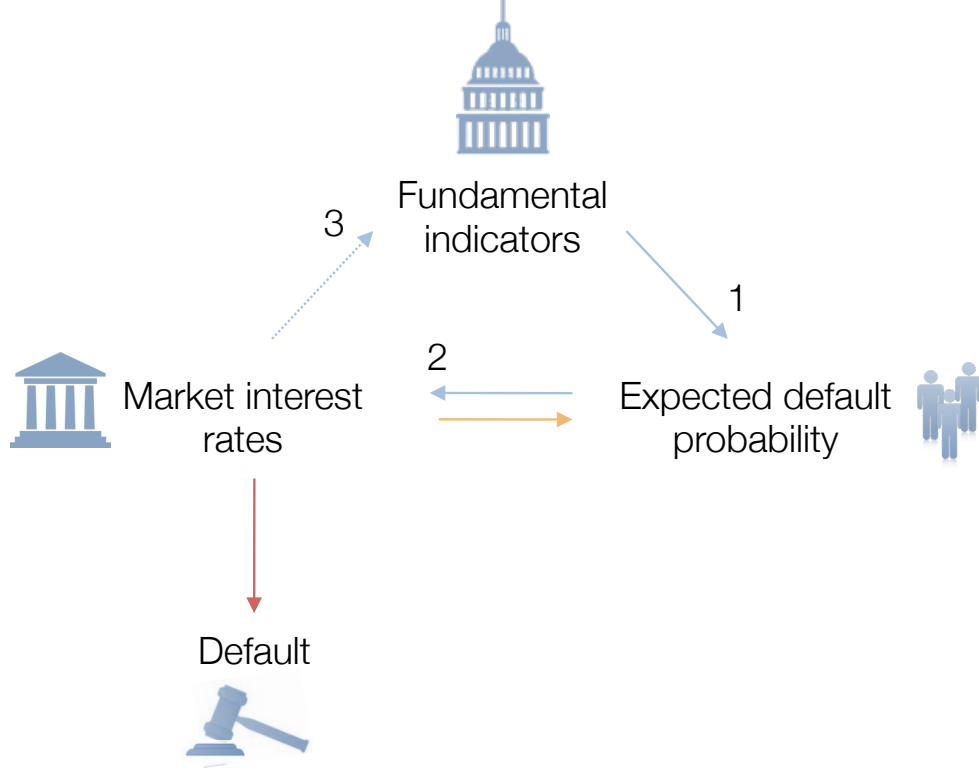 Fundamental
indicators
3
1
2
Market interest
rates
Expected default
probability
Default